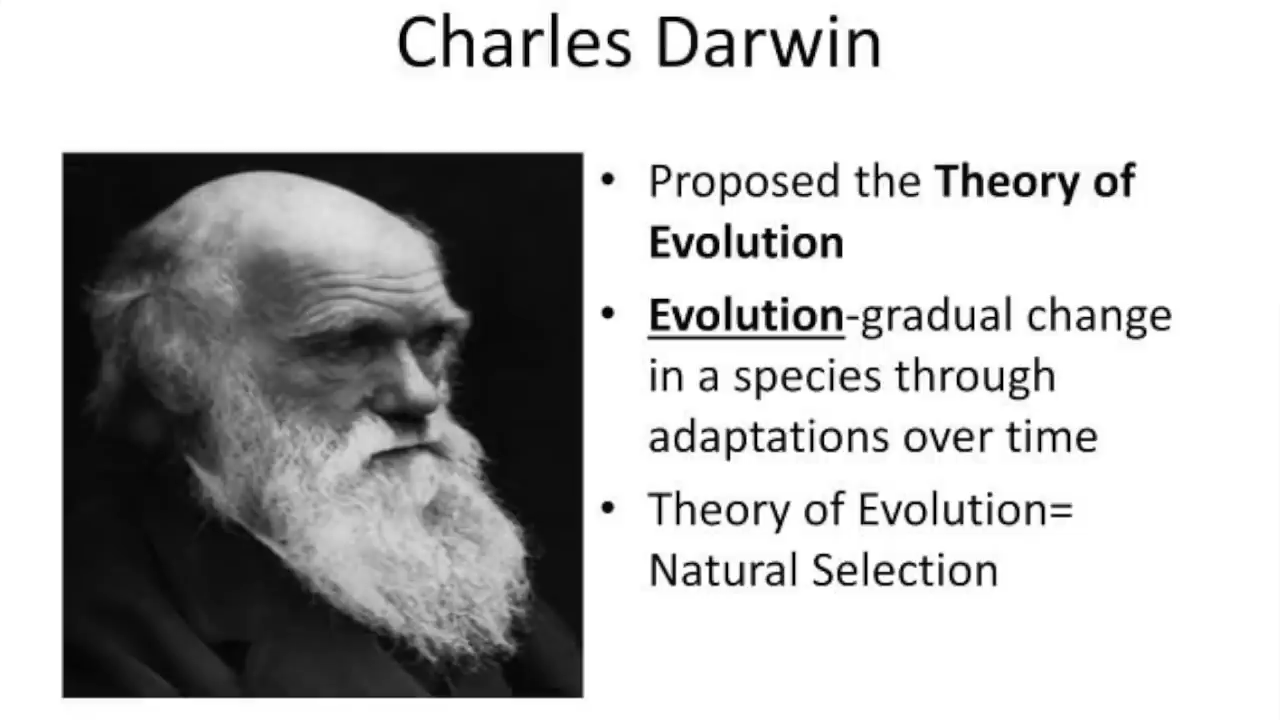 Charles Darwin
• Proposed the Theory of
Evolution
• Evolution-gradual change
in a species through
adaptations over time
• Theory of Evolution=
Natural Selection